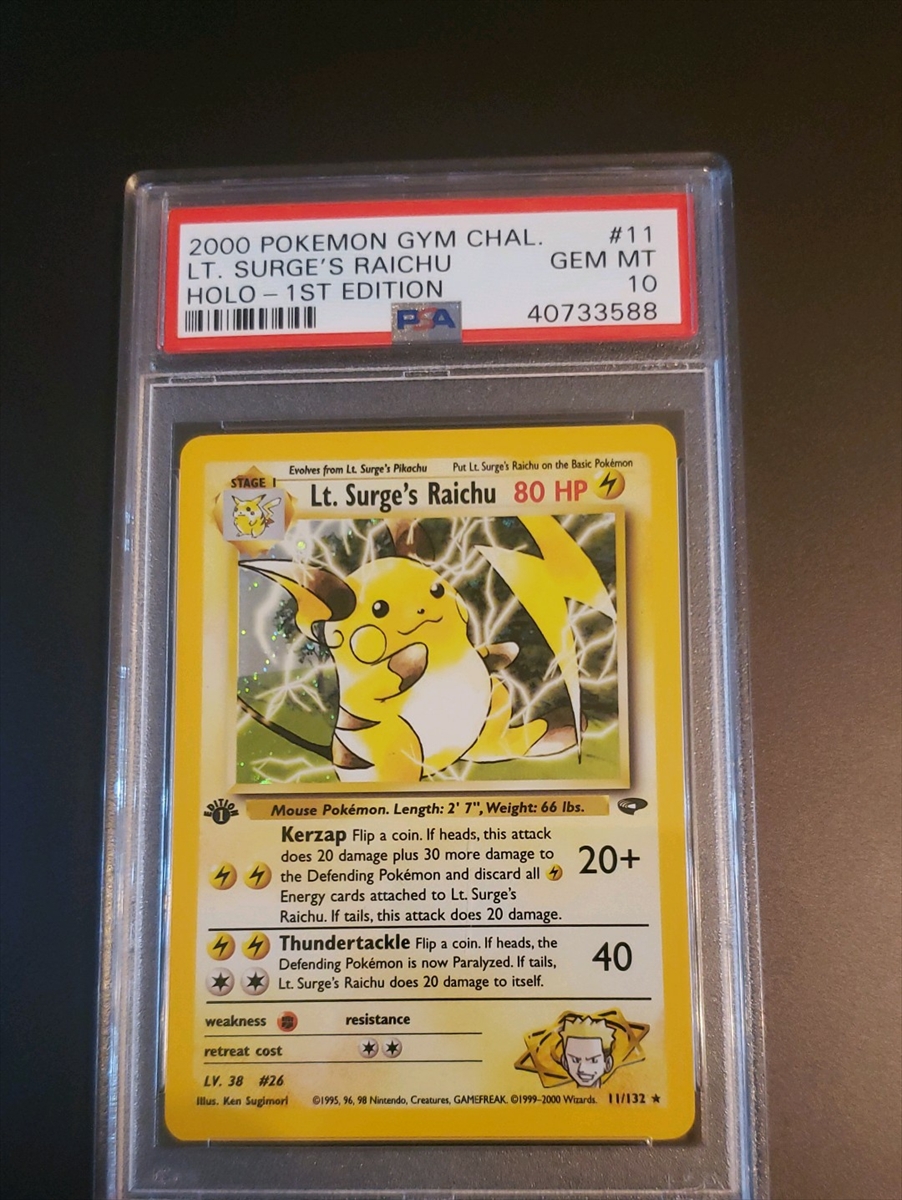 2000 POKEMON GYM CHAL. #11
LT. SURGE'S RAICHU GEM MT
HOLO – 1ST EDITION 10
PSA 40733588
Evolves from Lt. Surge's Pikachu Put Lt. Surge's Raichu on the Basic Pokémon
STAGE 1
Lt. Surge's Raichu 80 HP
EDITION
1
Mouse Pokémon. Length: 2' 7", Weight: 66 lbs.
Kerzap Flip a coin. If heads, this attack
does 20 damage plus 30 more damage to
the Defending Pokémon and discard all
Energy cards attached to Lt. Surge's
Raichu. If tails, this attack does 20 damage.
20+
Thundertackle Flip a coin. If heads, the
Defending Pokémon is now Paralyzed. If tails,
Lt. Surge's Raichu does 20 damage to itself.
40
weakness resistance
retreat cost
LV. 38 #26
Illus. Ken Sugimori ©1995, 96, 98 Nintendo, Creatures, GAMEFREAK. ©1999-2000 Wizards. 11/132 ★